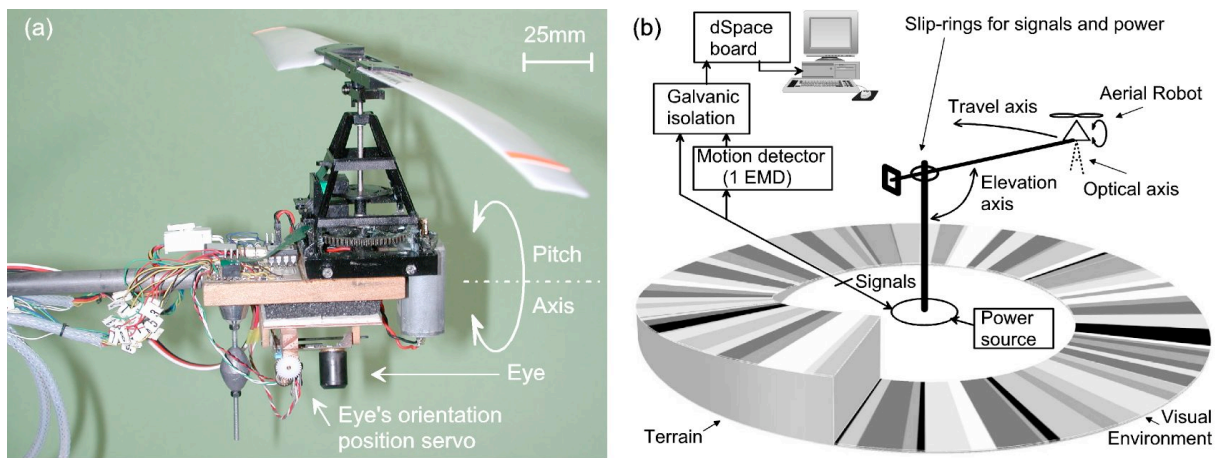 (a)
25mm
Pitch
Axis
Eye
Eye's orientation
position servo
(b)
dSpace
board
Slip-rings for signals and power
Galvanic
isolation
Travel axis
Aerial Robot
Motion detector
(1 EMD)
Elevation
axis
Optical axis
Signals
Power
source
Terrain
Visual
Environment